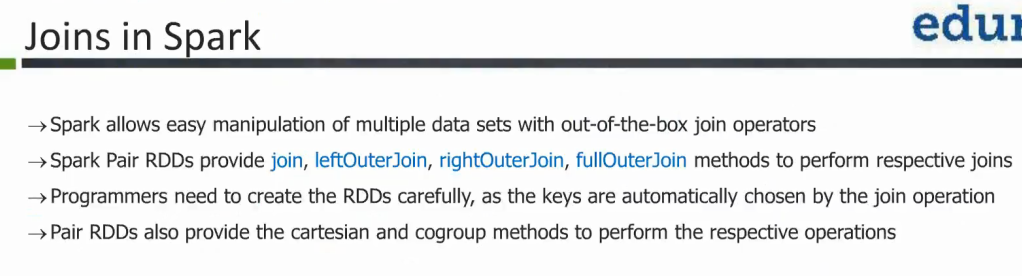 Joins in Spark
→Spark allows easy manipulation of multiple data sets with out-of-the-box join operators
→Spark Pair RDDs provide join, leftOuterJoin, rightOuterJoin, fullOuterJoin methods to perform respective joins
→Programmers need to create the RDDs carefully, as the keys are automatically chosen by the join operation
→Pair RDDs also provide the cartesian and cogroup methods to perform the respective operations